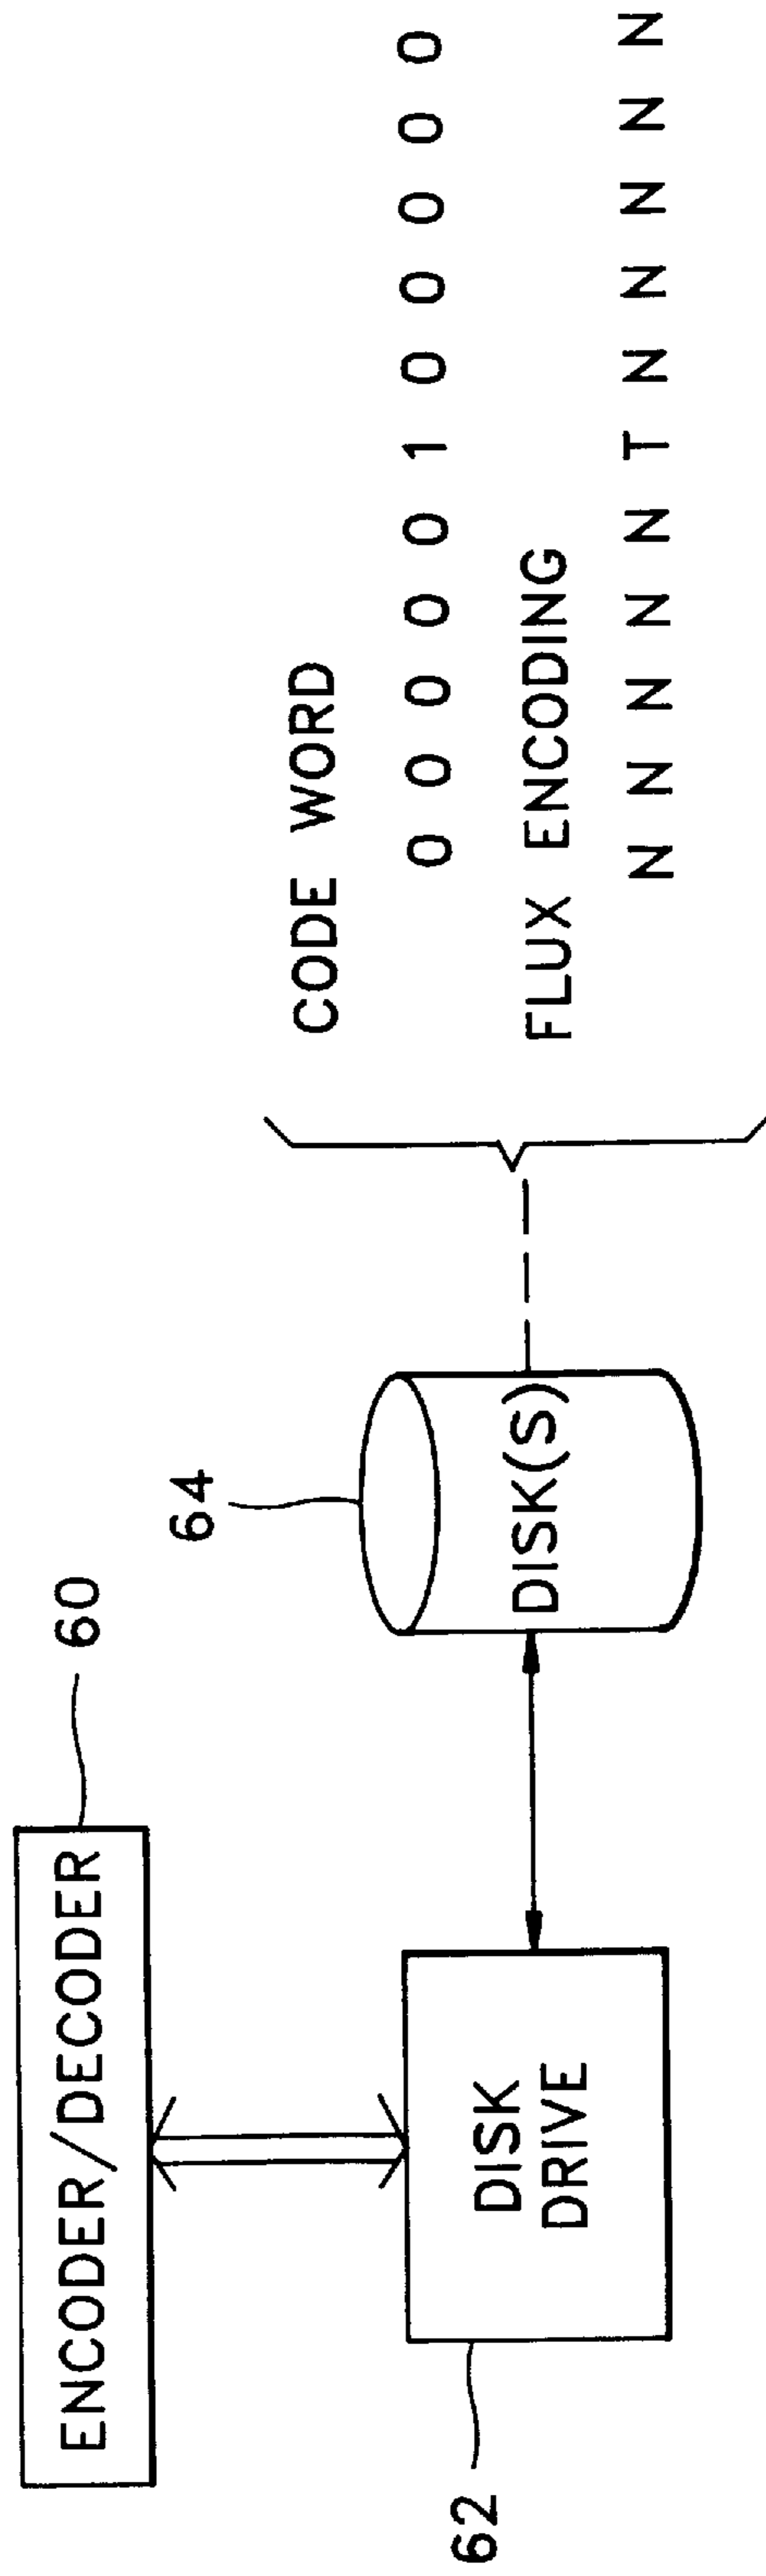 ENCODER/DECODER
60
64
CODE WORD
0 0 0 0 0 1 0 0 0 0 0
FLUX ENCODING
N N N N N T N N N N N
62
DISK
DRIVE
DISK(S)